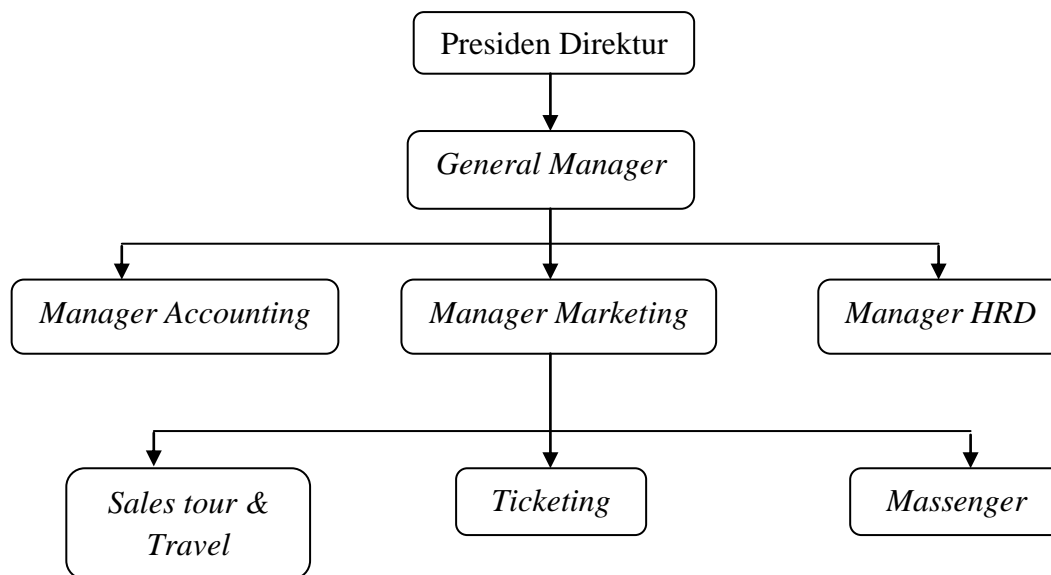 Presiden Direktur
General Manager
Manager Accounting
Manager Marketing
Manager HRD
Sales tour &
Travel
Ticketing
Massenger